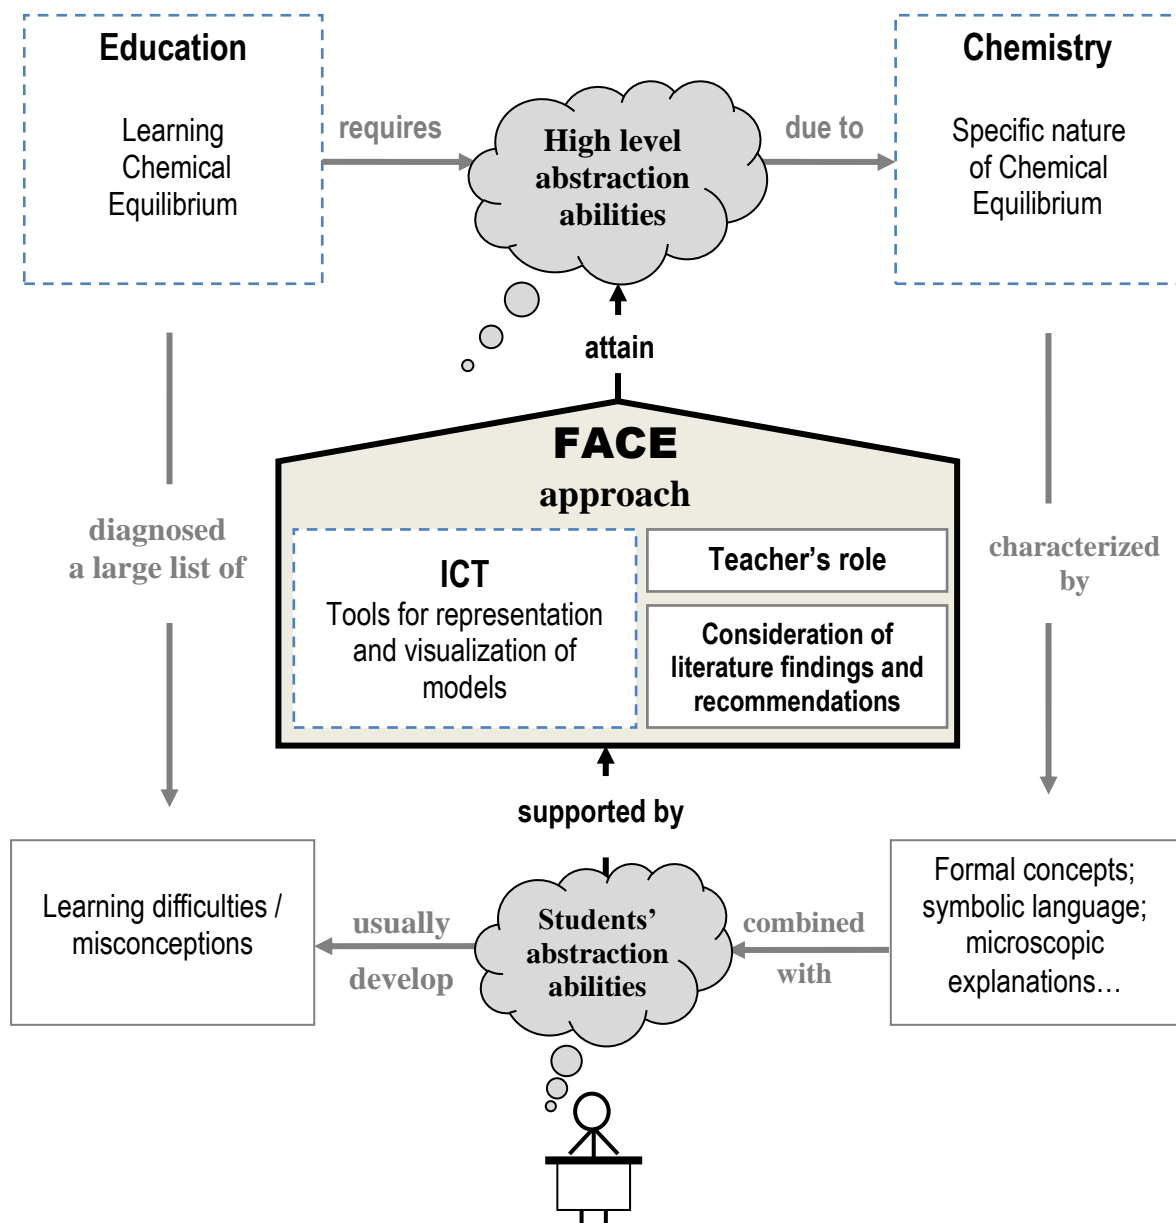 Education
Learning
Chemical
Equilibrium
requires
High level
abstraction
abilities
due to
Chemistry
Specific nature
of Chemical
Equilibrium
attain
FACE
approach
ICT
Tools for representation
and visualization of
models
Teacher's role
Consideration of
literature findings and
recommendations
diagnosed
a large list of
characterized
by
supported by
Learning difficulties /
misconceptions
usually
develop
Students'
abstraction
abilities
combined
with
Formal concepts;
symbolic language;
microscopic
explanations…